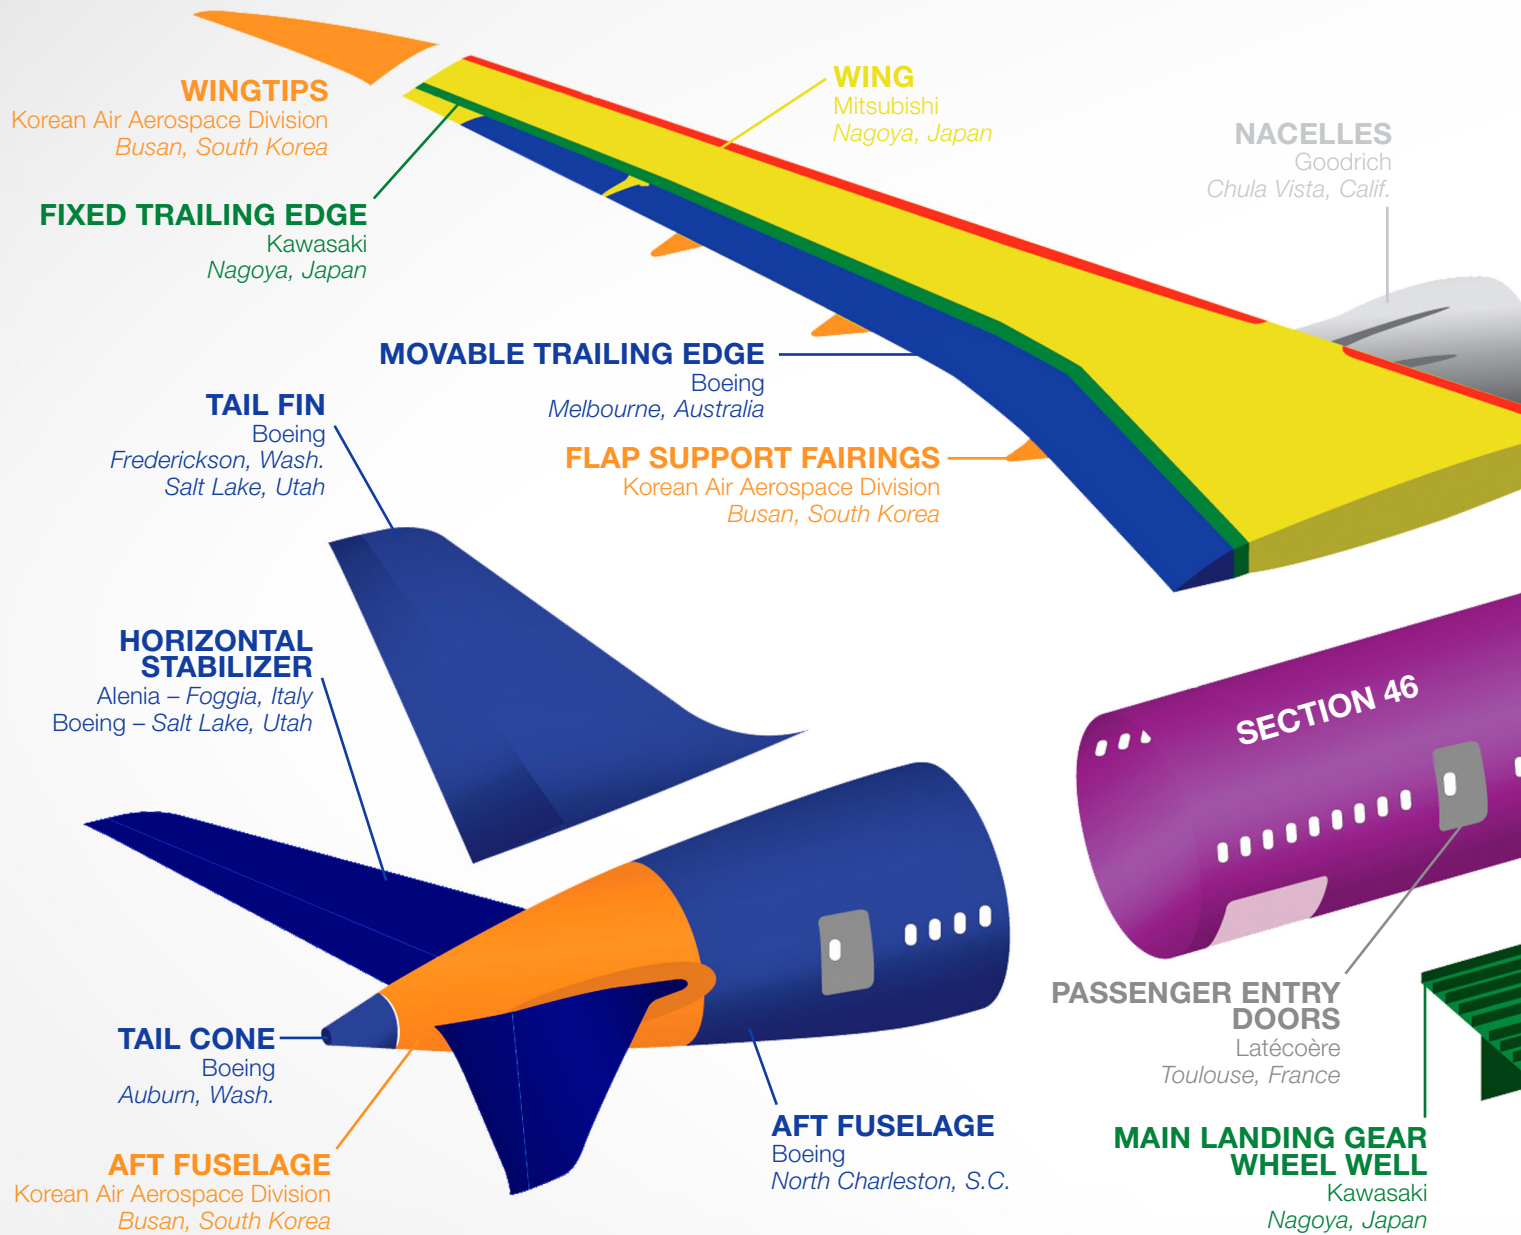 WINGTIPS
Korean Air Aerospace Division
Busan, South Korea
WING
Mitsubishi
Nagoya, Japan
NACELLES
Goodrich
Chula Vista, Calif.
FIXED TRAILING EDGE
Kawasaki
Nagoya, Japan
MOVABLE TRAILING EDGE
Boeing
Melbourne, Australia
TAIL FIN
Boeing
Frederickson, Wash.
Salt Lake, Utah
FLAP SUPPORT FAIRINGS
Korean Air Aerospace Division
Busan, South Korea
HORIZONTAL
STABILIZER
Alenia – Foggia, Italy
Boeing – Salt Lake, Utah
SECTION 46
PASSENGER ENTRY
DOORS
Latécoère
Toulouse, France
TAIL CONE
Boeing
Auburn, Wash.
AFT FUSELAGE
Boeing
North Charleston, S.C.
MAIN LANDING GEAR
WHEEL WELL
Kawasaki
Nagoya, Japan
AFT FUSELAGE
Korean Air Aerospace Division
Busan, South Korea